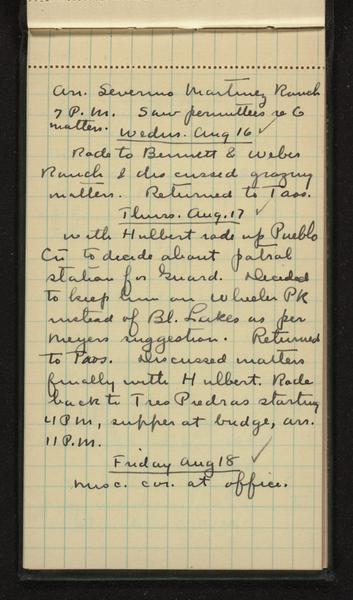 arr. Severino Martinez Ranch
7 P.M. Saw permittees re G
matters.
Wednes. Aug 16 ✓
Rode to Bennett & Weber
Ranch & discussed grazing
matters. Returned to Taos.
Thurs. Aug. 17 ✓
with Hulbert rode up Pueblo
Cn to decide about patrol
station for Guard. Decided
to keep him on Wheeler PK
instead of Bl. Lakes as per
Meyers suggestion. Returned
to Taos. Discussed matters
finally with Hulbert. Rode
back to Tres Piedras starting
4 P M, supper at bridge, arr.
11 P.M.
Friday Aug 18 ✓
misc. cor. at office.